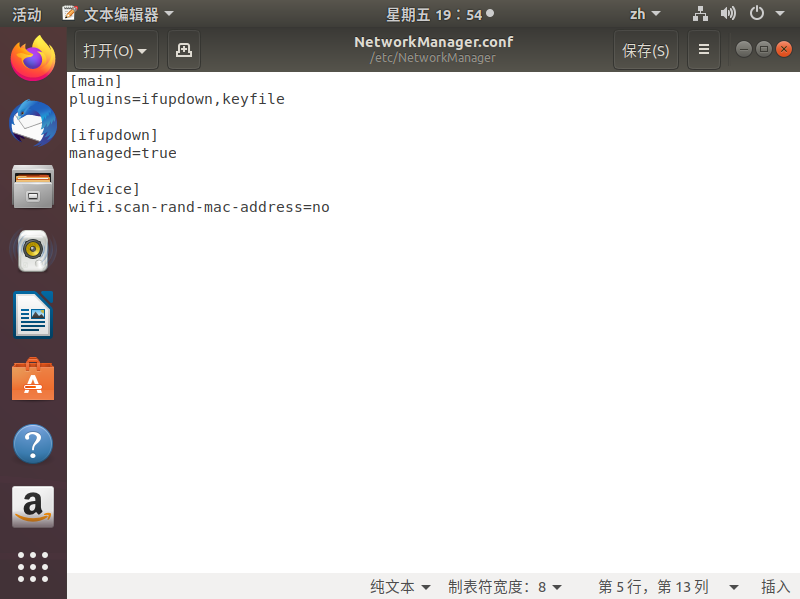 活动 文本编辑器 星期五 19：54 zh
打开(O) NetworkManager.conf 保存(S)
/etc/NetworkManager
[main]
plugins=ifupdown,keyfile
[ifupdown]
managed=true
[device]
wifi.scan-rand-mac-address=no
纯文本 制表符宽度：8 第 5 行，第 13 列 插入